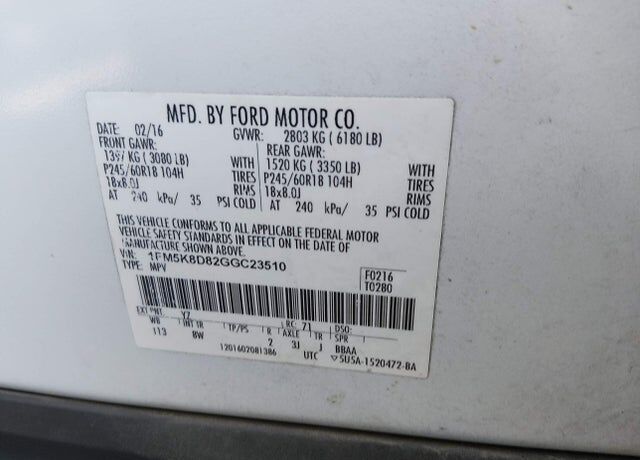 MFD. BY FORD MOTOR CO.
DATE: 02/16 GVWR: 2803 KG ( 6180 LB)
FRONT GAWR: REAR GAWR:
1397 KG ( 3080 LB) WITH 1520 KG ( 3350 LB) WITH
P245/60R18 104H TIRES P245/60R18 104H TIRES
18x8.0J RIMS 18x8.0J RIMS
AT 240 kPa/ 35 PSI COLD AT 240 kPa/ 35 PSI COLD
THIS VEHICLE CONFORMS TO ALL APPLICABLE FEDERAL MOTOR
VEHICLE SAFETY STANDARDS IN EFFECT ON THE DATE OF
MANUFACTURE SHOWN ABOVE.
VIN: 1FM5K8D82GGC23510
TYPE: MPV
F0216
T0280
EXT PNT: YZ RC: 71 DSO:
WB INT TR TP/PS R AXLE TR SPR
113 8W 2 3J J BBAA
1201602081386 UTC ▽5U5A-1520472-BA